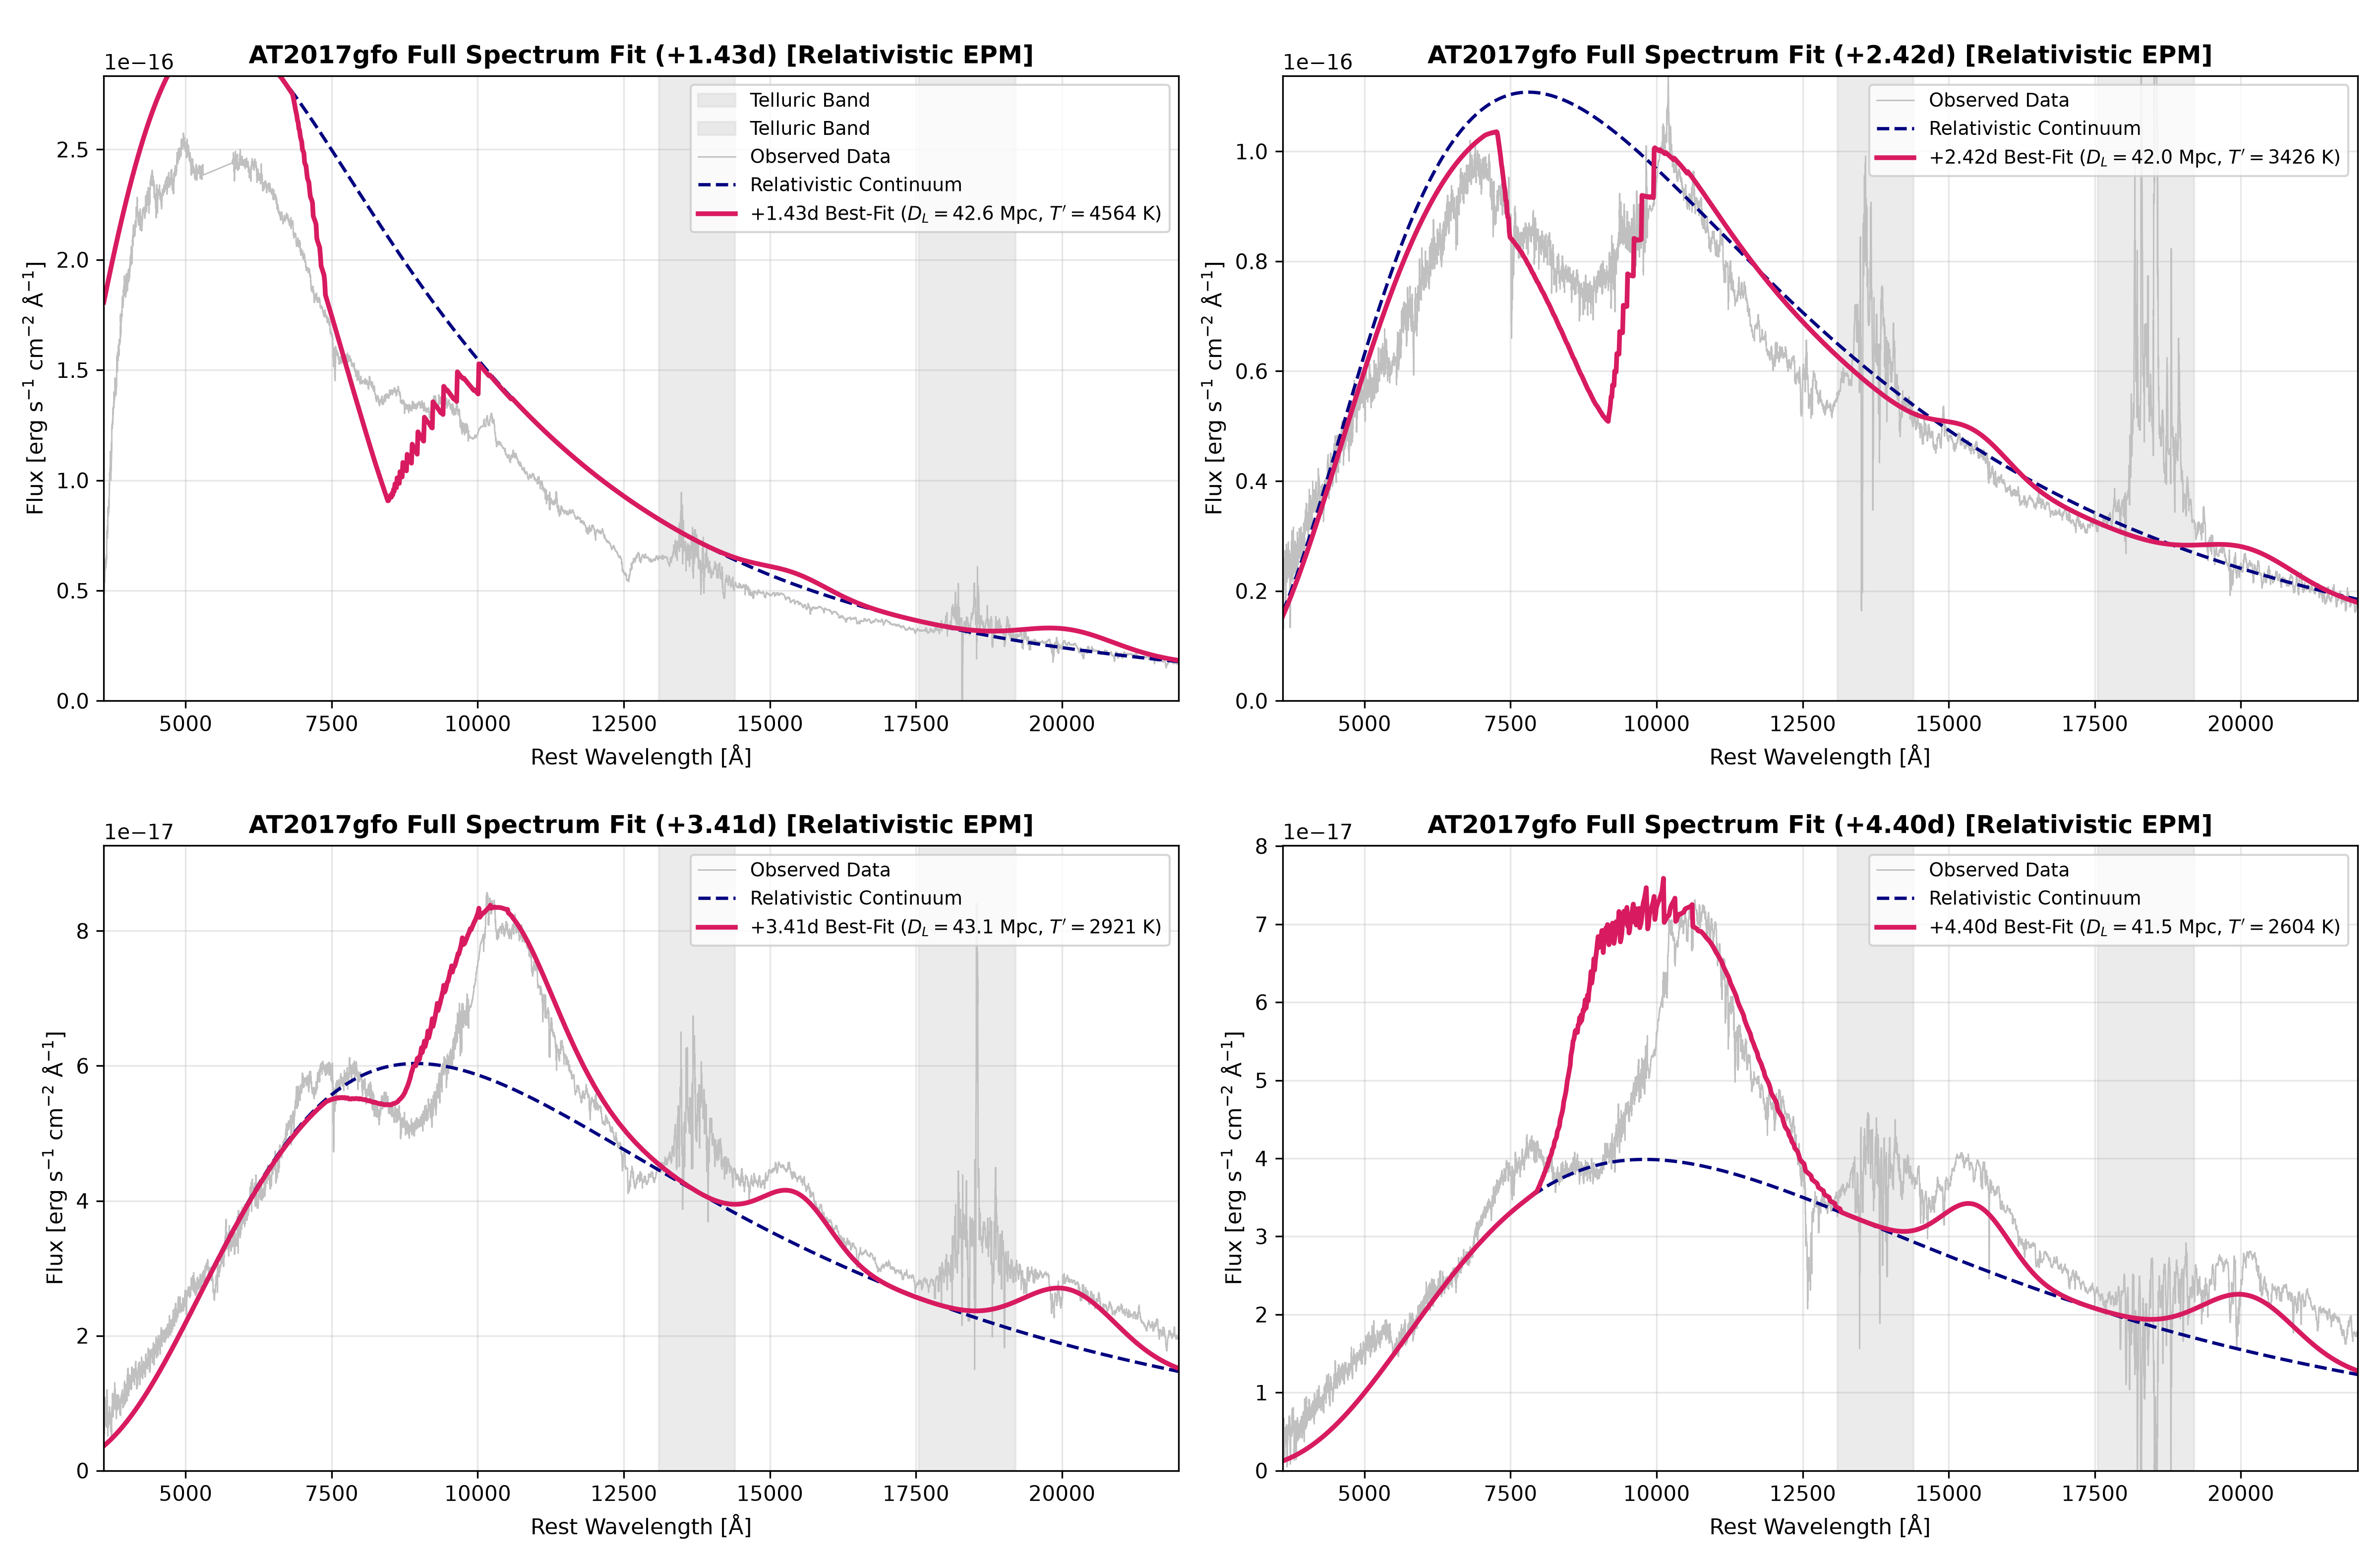 AT2017gfo Full Spectrum Fit (+1.43d) [Relativistic EPM]
1e−16
Telluric Band
Telluric Band
Observed Data
Relativistic Continuum
+1.43d Best-Fit (D_L = 42.6 Mpc, T′ = 4564 K)
2.5
2.0
1.5
1.0
0.5
0.0
Flux [erg s⁻¹ cm⁻² Å⁻¹]
5000 7500 10000 12500 15000 17500 20000
Rest Wavelength [Å]
AT2017gfo Full Spectrum Fit (+2.42d) [Relativistic EPM]
1e−16
Observed Data
Relativistic Continuum
+2.42d Best-Fit (D_L = 42.0 Mpc, T′ = 3426 K)
1.0
0.8
0.6
0.4
0.2
0.0
Flux [erg s⁻¹ cm⁻² Å⁻¹]
5000 7500 10000 12500 15000 17500 20000
Rest Wavelength [Å]
AT2017gfo Full Spectrum Fit (+3.41d) [Relativistic EPM]
1e−17
Observed Data
Relativistic Continuum
+3.41d Best-Fit (D_L = 43.1 Mpc, T′ = 2921 K)
8
6
4
2
0
Flux [erg s⁻¹ cm⁻² Å⁻¹]
5000 7500 10000 12500 15000 17500 20000
Rest Wavelength [Å]
AT2017gfo Full Spectrum Fit (+4.40d) [Relativistic EPM]
1e−17
Observed Data
Relativistic Continuum
+4.40d Best-Fit (D_L = 41.5 Mpc, T′ = 2604 K)
8
7
6
5
4
3
2
1
0
Flux [erg s⁻¹ cm⁻² Å⁻¹]
5000 7500 10000 12500 15000 17500 20000
Rest Wavelength [Å]